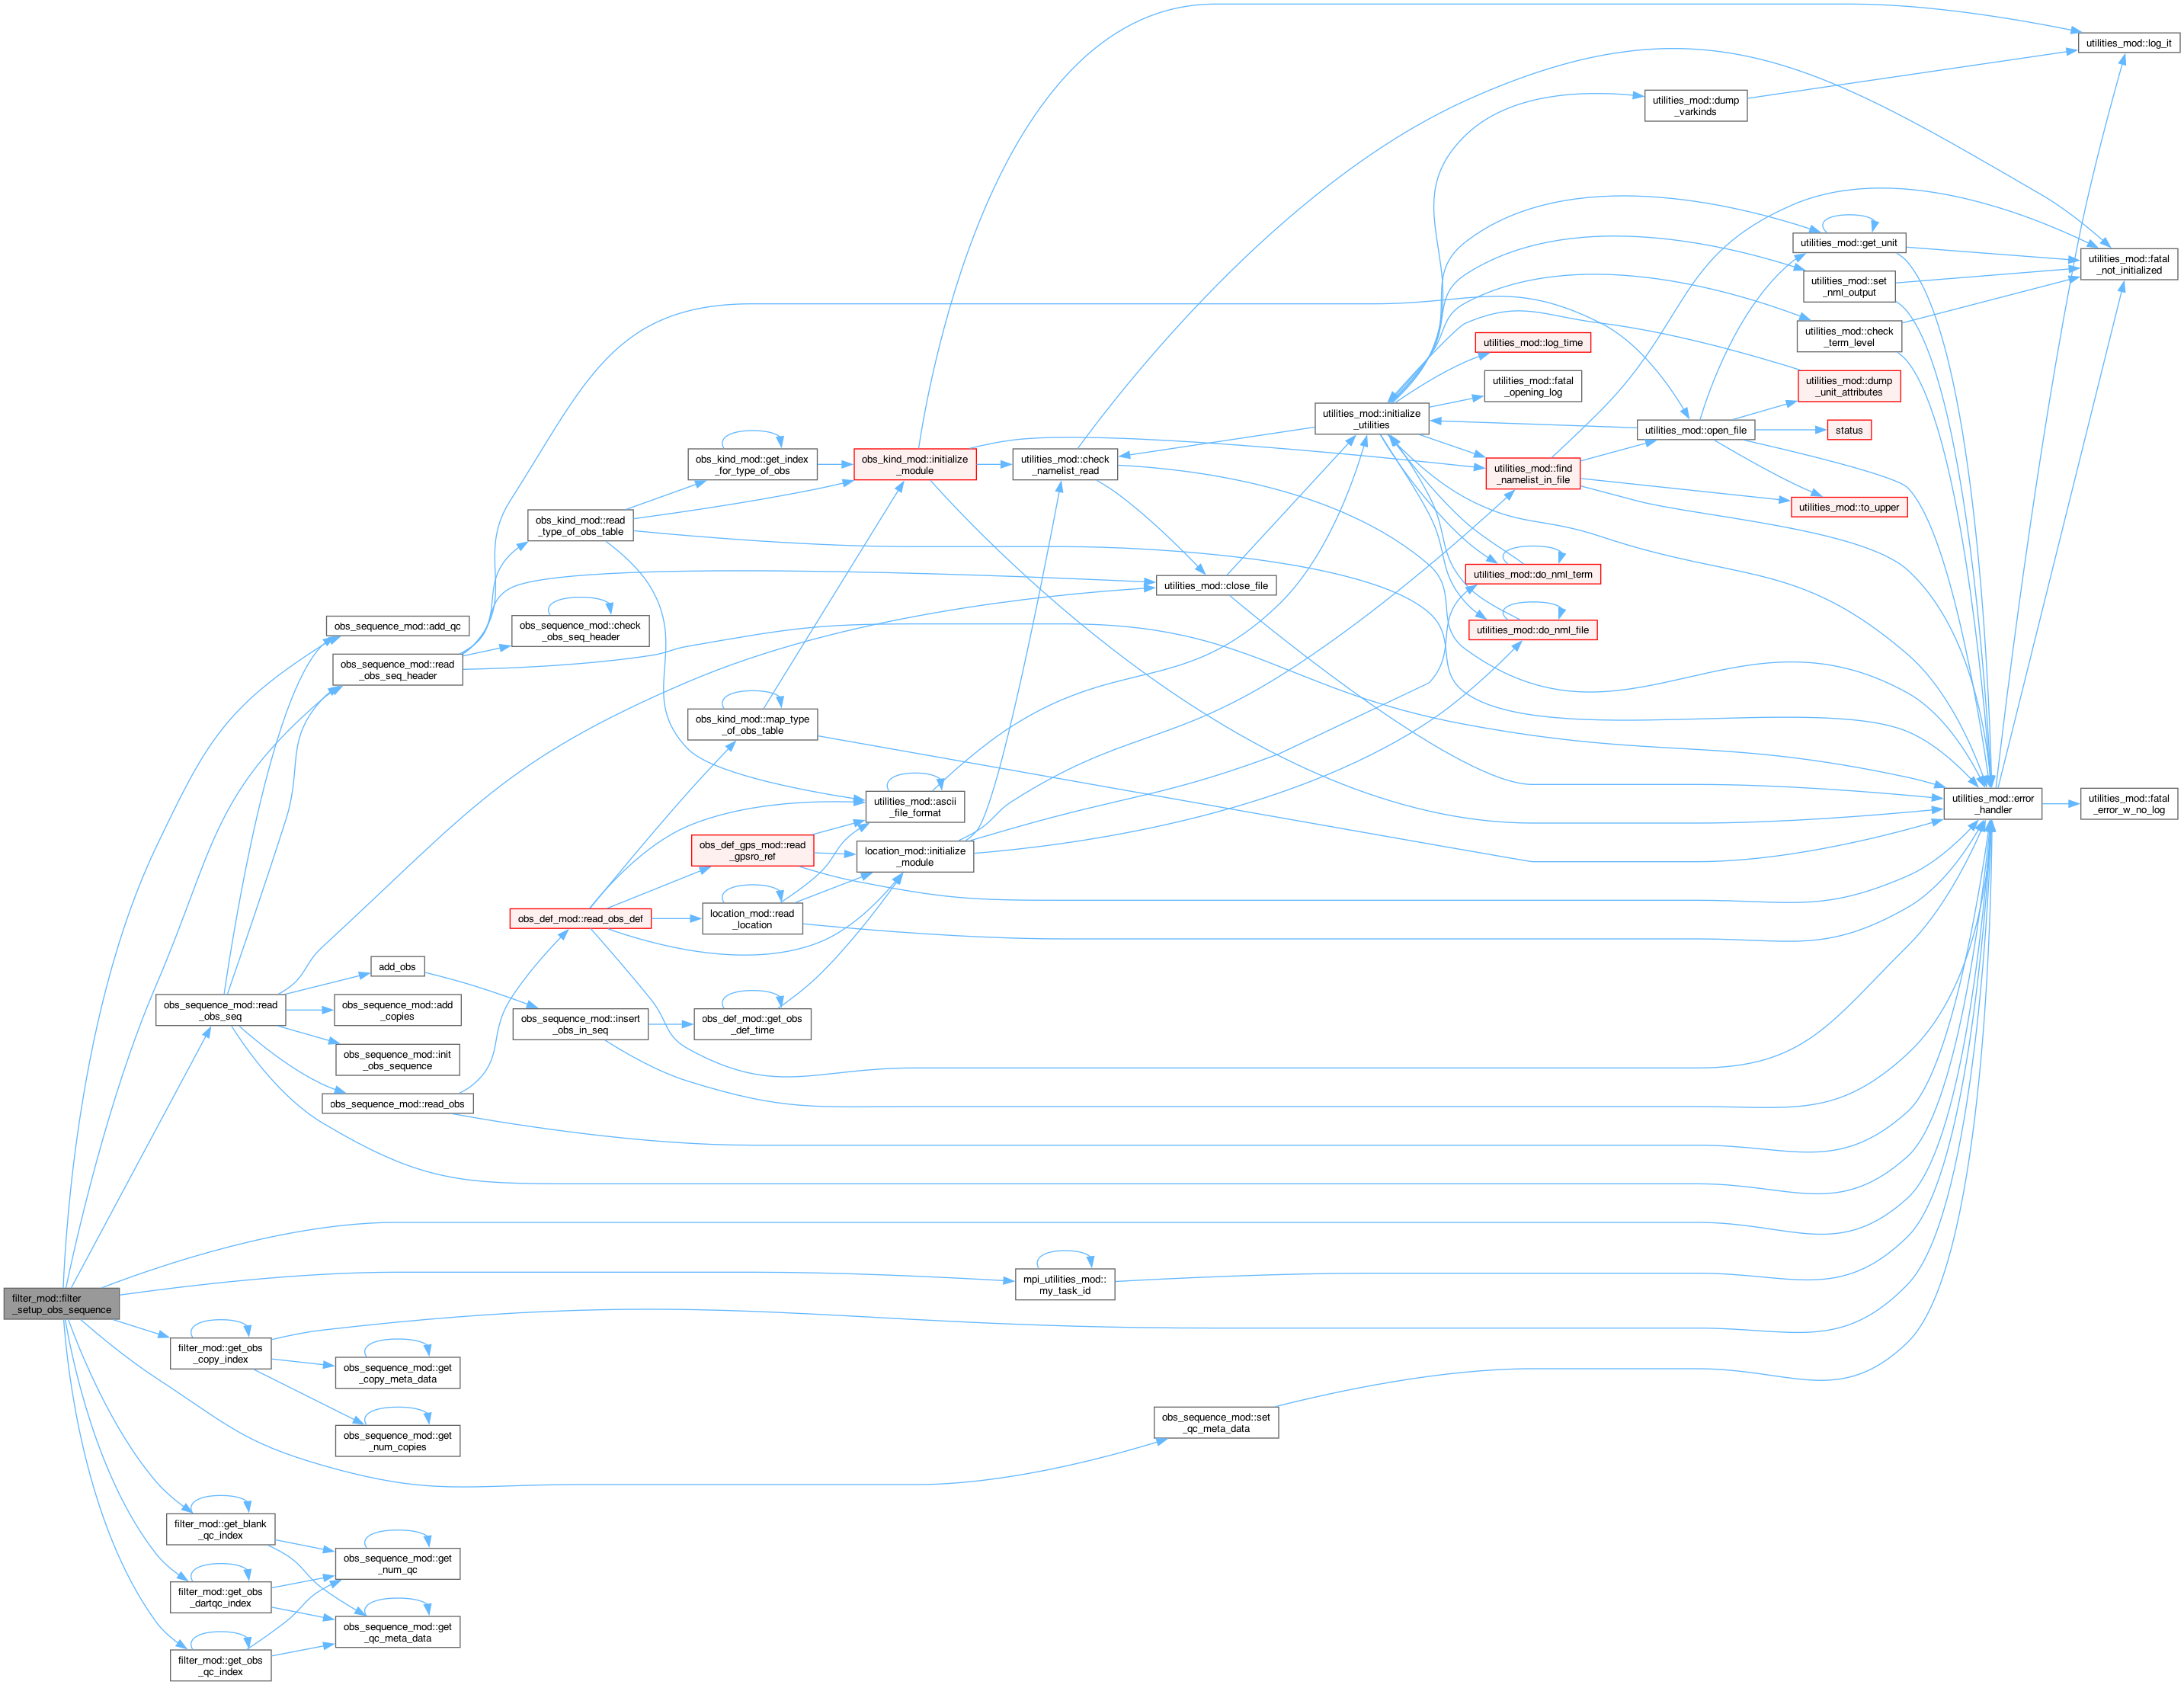 utilities_mod::log_it
utilities_mod::dump
_varkinds
utilities_mod::get_unit
utilities_mod::fatal
_not_initialized
utilities_mod::set
_nml_output
utilities_mod::check
_term_level
utilities_mod::log_time
utilities_mod::fatal
_opening_log
utilities_mod::dump
_unit_attributes
utilities_mod::initialize
_utilities
utilities_mod::open_file
status
obs_kind_mod::get_index
_for_type_of_obs
obs_kind_mod::initialize
_module
utilities_mod::check
_namelist_read
utilities_mod::find
_namelist_in_file
utilities_mod::to_upper
obs_kind_mod::read
_type_of_obs_table
utilities_mod::close_file
utilities_mod::do_nml_term
obs_sequence_mod::add_qc
obs_sequence_mod::check
_obs_seq_header
utilities_mod::do_nml_file
obs_sequence_mod::read
_obs_seq_header
obs_kind_mod::map_type
_of_obs_table
utilities_mod::ascii
_file_format
utilities_mod::error
_handler
utilities_mod::fatal
_error_w_no_log
obs_def_gps_mod::read
_gpsro_ref
location_mod::initialize
_module
obs_def_mod::read_obs_def
location_mod::read
_location
add_obs
obs_sequence_mod::read
_obs_seq
obs_sequence_mod::add
_copies
obs_sequence_mod::insert
_obs_in_seq
obs_def_mod::get_obs
_def_time
obs_sequence_mod::init
_obs_sequence
obs_sequence_mod::read_obs
mpi_utilities_mod::
my_task_id
filter_mod::filter
_setup_obs_sequence
filter_mod::get_obs
_copy_index
obs_sequence_mod::get
_copy_meta_data
obs_sequence_mod::set
_qc_meta_data
obs_sequence_mod::get
_num_copies
filter_mod::get_blank
_qc_index
obs_sequence_mod::get
_num_qc
filter_mod::get_obs
_dartqc_index
obs_sequence_mod::get
_qc_meta_data
filter_mod::get_obs
_qc_index